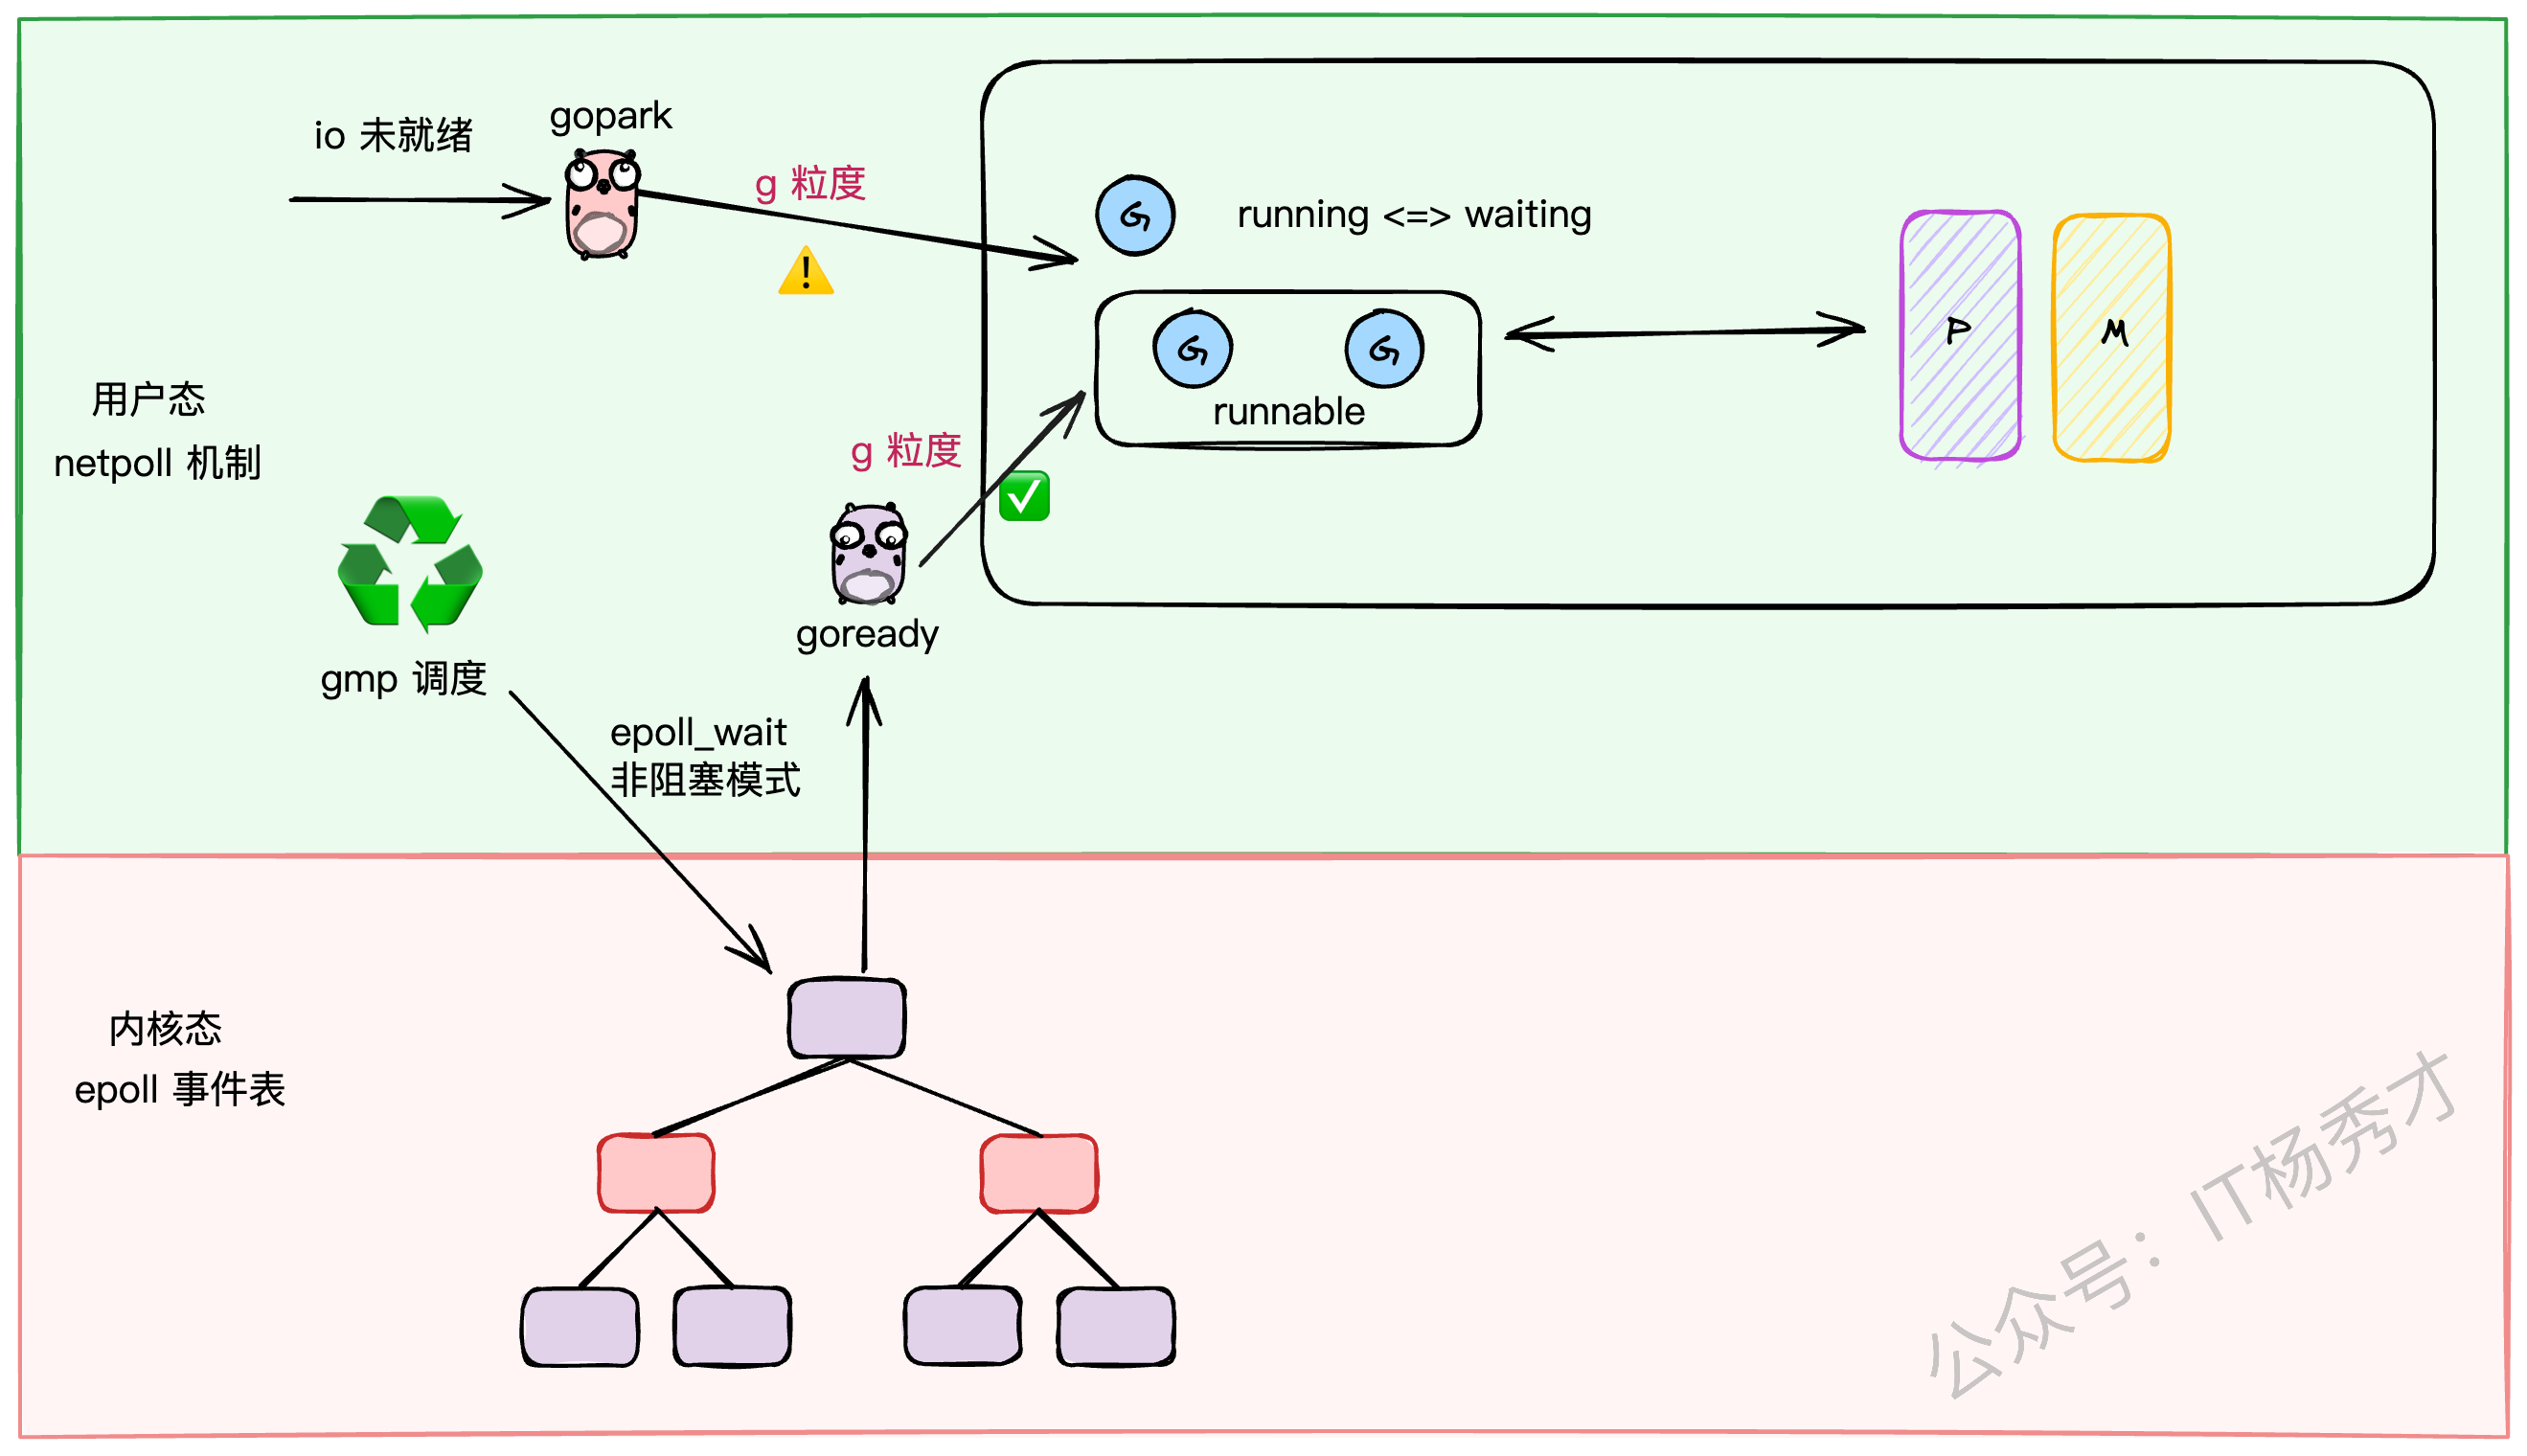 io 未就绪
gopark
g 粒度
G
running <=> waiting
G
G
runnable
P
M
用户态
netpoll 机制
g 粒度
goready
gmp 调度
epoll_wait
非阻塞模式
内核态
epoll 事件表
公众号：IT杨秀才